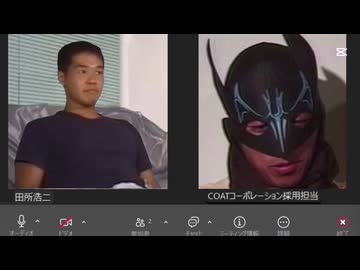 田所浩二
COATコーポレーション採用担当
オーディオ
ビデオ
参加者
2
チャット
ミーティング情報
詳細
終了